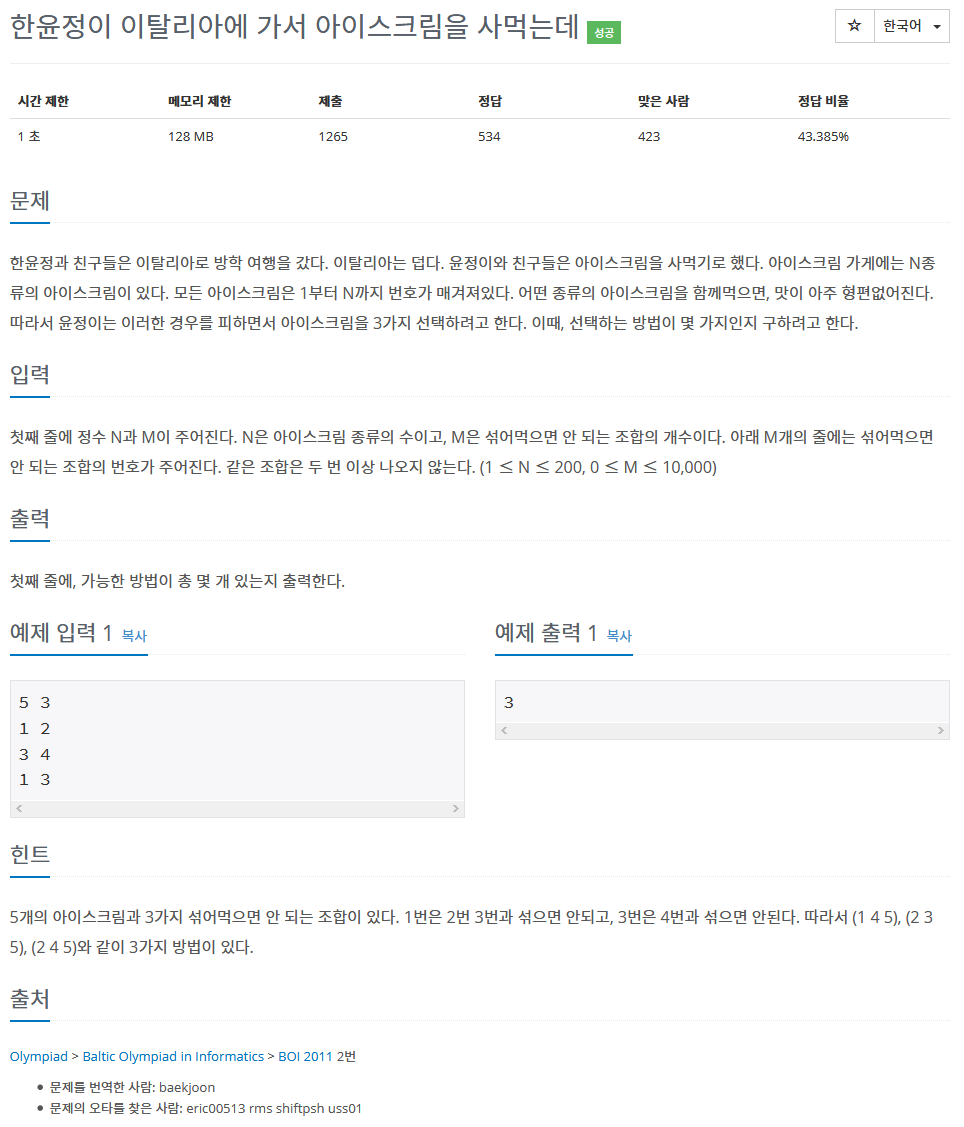 한윤정이 이탈리아에 가서 아이스크림을 사먹는데 성공
☆ 한국어
시간 제한 메모리 제한 제출 정답 맞은 사람 정답 비율
1 초 128 MB 1265 534 423 43.385%
문제
한윤정과 친구들은 이탈리아로 방학 여행을 갔다. 이탈리아는 덥다. 윤정이와 친구들은 아이스크림을 사먹기로 했다. 아이스크림 가게에는 N종
류의 아이스크림이 있다. 모든 아이스크림은 1부터 N까지 번호가 매겨져있다. 어떤 종류의 아이스크림을 함께먹으면, 맛이 아주 형편없어진다.
따라서 윤정이는 이러한 경우를 피하면서 아이스크림을 3가지 선택하려고 한다. 이때, 선택하는 방법이 몇 가지인지 구하려고 한다.
입력
첫째 줄에 정수 N과 M이 주어진다. N은 아이스크림 종류의 수이고, M은 섞어먹으면 안 되는 조합의 개수이다. 아래 M개의 줄에는 섞어먹으면
안 되는 조합의 번호가 주어진다. 같은 조합은 두 번 이상 나오지 않는다. (1 ≤ N ≤ 200, 0 ≤ M ≤ 10,000)
출력
첫째 줄에, 가능한 방법이 총 몇 개 있는지 출력한다.
예제 입력 1 복사
5 3
1 2
3 4
1 3
예제 출력 1 복사
3
힌트
5개의 아이스크림과 3가지 섞어먹으면 안 되는 조합이 있다. 1번은 2번 3번과 섞으면 안되고, 3번은 4번과 섞으면 안된다. 따라서 (1 4 5), (2 3
5), (2 4 5)와 같이 3가지 방법이 있다.
출처
Olympiad > Baltic Olympiad in Informatics > BOI 2011 2번
● 문제를 번역한 사람: baekjoon
● 문제의 오타를 찾은 사람: eric00513 rms shiftpsh uss01